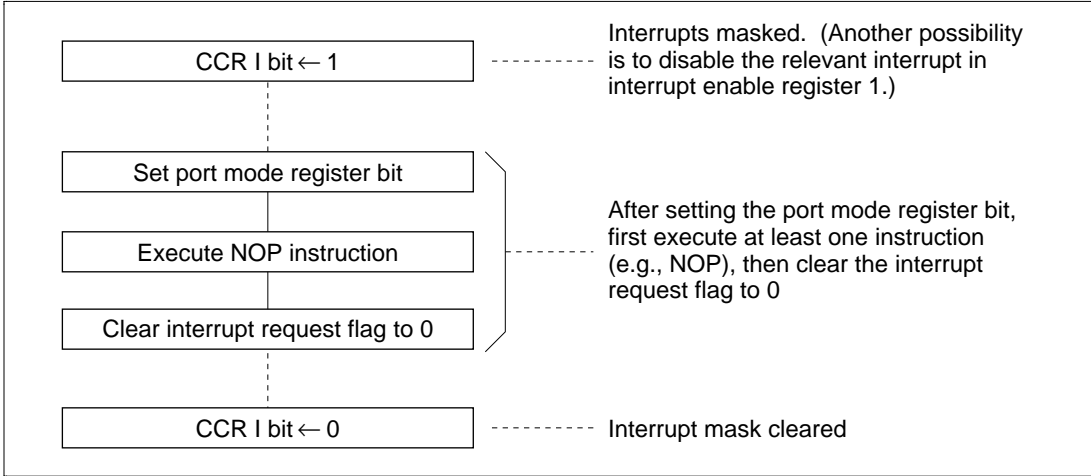 CCR I bit ← 1
Interrupts masked. (Another possibility
is to disable the relevant interrupt in
interrupt enable register 1.)
Set port mode register bit
Execute NOP instruction
Clear interrupt request flag to 0
After setting the port mode register bit,
first execute at least one instruction
(e.g., NOP), then clear the interrupt
request flag to 0
CCR I bit ← 0
Interrupt mask cleared